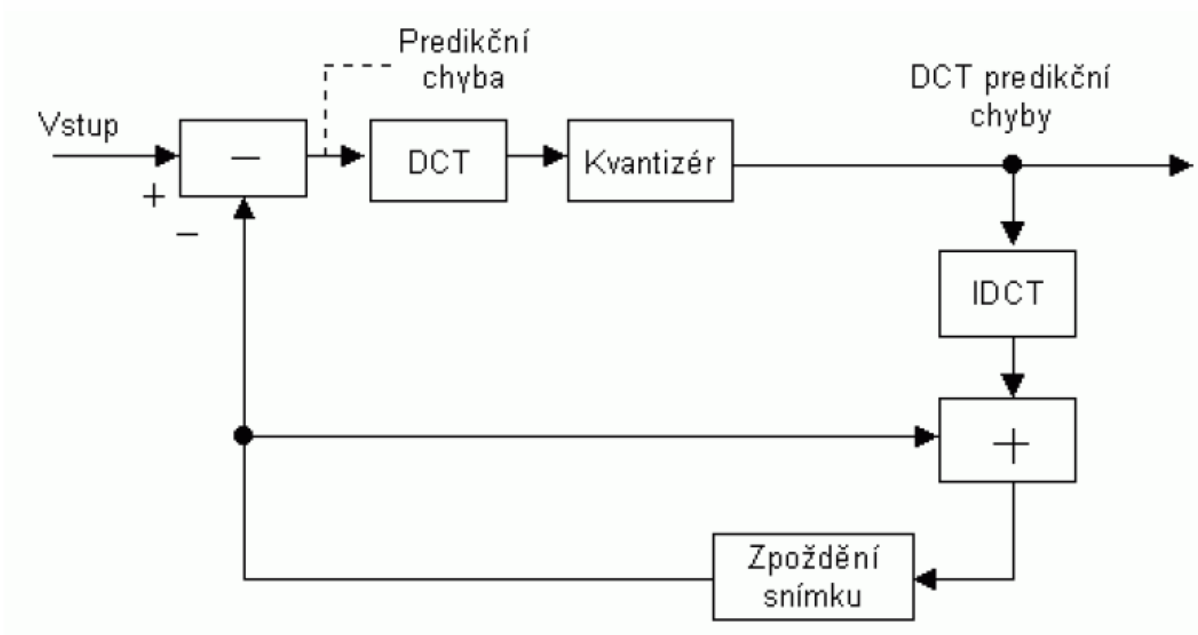 Predikční
chyba
DCT predikční
chyby
Vstup
−
DCT
Kvantizér
+
−
IDCT
+
Zpoždění
snímku